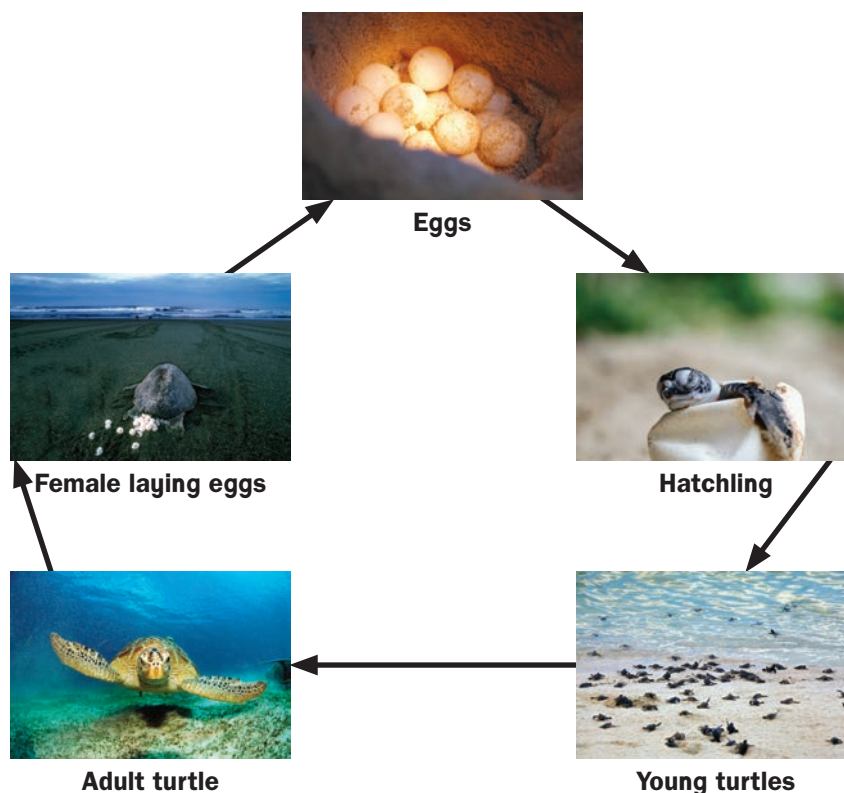 Eggs
Hatchling
Young turtles
Adult turtle
Female laying eggs